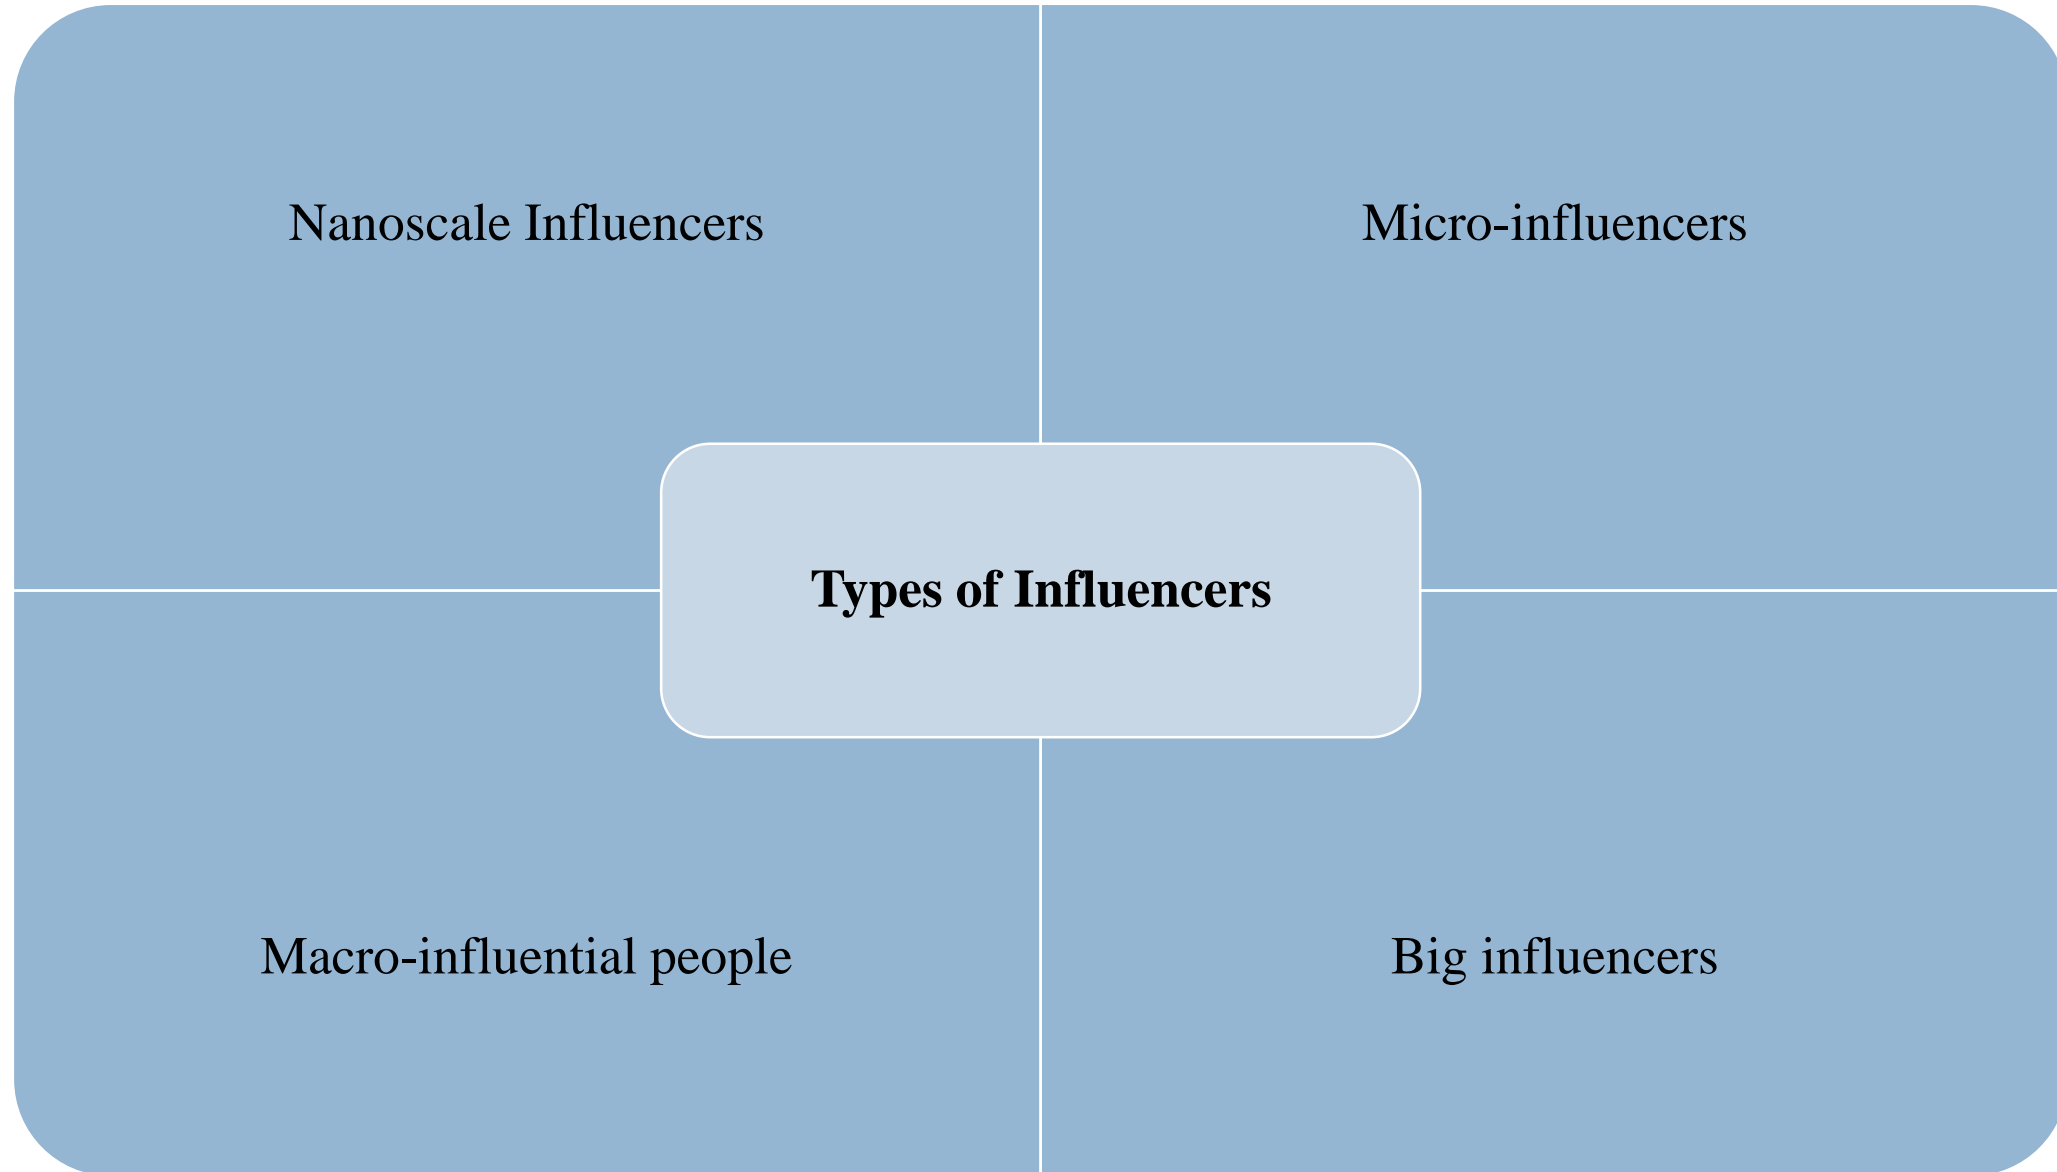 Nanoscale Influencers
Micro-influencers
Types of Influencers
Macro-influential people
Big influencers